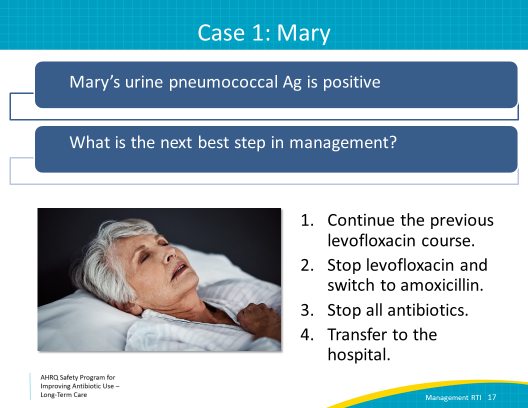 Case 1: Mary
Mary's urine pneumococcal Ag is positive
What is the next best step in management?
1. Continue the previous
levofloxacin course.
2. Stop levofloxacin and
switch to amoxicillin.
3. Stop all antibiotics.
4. Transfer to the
hospital.
AHRQ Safety Program for
Improving Antibiotic Use –
Long-Term Care
Management RTI 17